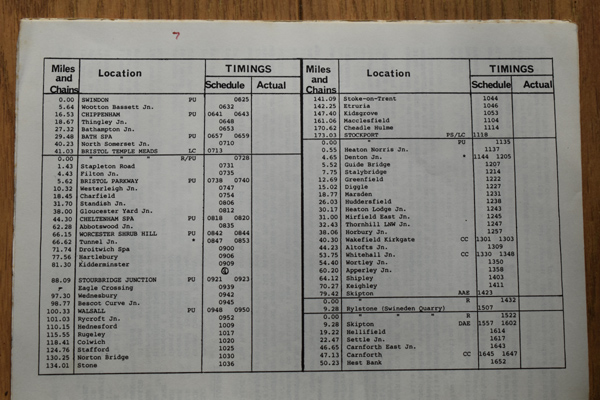 7
Miles and Chains Location TIMINGS Schedule Actual
0.00 SWINDON PU 0625
5.64 Wootton Bassett Jn. 0632
16.53 CHIPPENHAM PU 0641 0643
18.67 Thingley Jn. 0648
27.32 Bathampton Jn. 0653
29.48 BATH SPA PU 0657 0659
40.23 North Somerset Jn. 0710
41.03 BRISTOL TEMPLE MEADS LC 0713
0.00 " " " R/PU 0728
1.43 Stapleton Road 0731
4.43 Filton Jn. 0735
5.62 BRISTOL PARKWAY PU 0738 0740
10.32 Westerleigh Jn. 0747
18.45 Charfield 0754
31.70 Standish Jn. 0806
38.00 Gloucester Yard Jn. 0812
44.30 CHELTENHAM SPA PU 0818 0820
62.28 Abbotswood Jn. 0835
66.15 WORCESTER SHRUB HILL PU 0842 0844
66.62 Tunnel Jn. * 0847 0853
71.74 Droitwich Spa 0900
77.56 Hartlebury 0906
81.30 Kidderminster 0909
88.09 STOURBRIDGE JUNCTION PU 0921 0923
Eagle Crossing 0939
97.30 Wednesbury 0942
98.77 Bescot Curve Jn. 0945
100.33 WALSALL PU 0948 0950
101.03 Rycroft Jn. 0952
110.15 Hednesford 1009
115.55 Rugeley 1017
118.41 Colwich 1020
124.76 Stafford 1025
130.25 Norton Bridge 1030
134.01 Stone 1036
Miles and Chains Location TIMINGS Schedule Actual
141.09 Stoke-on-Trent 1044
142.25 Etruria 1046
147.40 Kidsgrove 1053
161.06 Macclesfield 1104
170.62 Cheadle Hulme 1114
173.03 STOCKPORT PS/LC 1118
0.00 " PU 1135
0.55 Heaton Norris Jn. 1137
4.65 Denton Jn. * 1144 1205
5.52 Guide Bridge 1207
7.75 Stalybridge 1214
12.69 Greenfield 1222
15.02 Diggle 1227
18.77 Marsden 1231
26.03 Huddersfield 1238
30.17 Heaton Lodge Jn. 1243
31.00 Mirfield East Jn. 1245
32.43 Thornhill LNW Jn. 1247
38.06 Horbury Jn. 1257
40.30 Wakefield Kirkgate CC 1301 1303
44.23 Altofts Jn. 1309
53.75 Whitehall Jn. CC 1330 1348
54.40 Wortley Jn. 1350
60.20 Apperley Jn. 1358
64.12 Shipley 1403
70.27 Keighley 1411
79.42 Skipton AAE 1423
0.00 " R 1432
9.28 Rylstone (Swinden Quarry) 1507
0.00 " " " R 1522
9.28 Skipton DAE 1557 1602
19.22 Hellifield 1614
22.47 Settle Jn. 1617
46.65 Carnforth East Jn. 1643
47.13 Carnforth CC 1645 1647
50.23 Hest Bank 1652